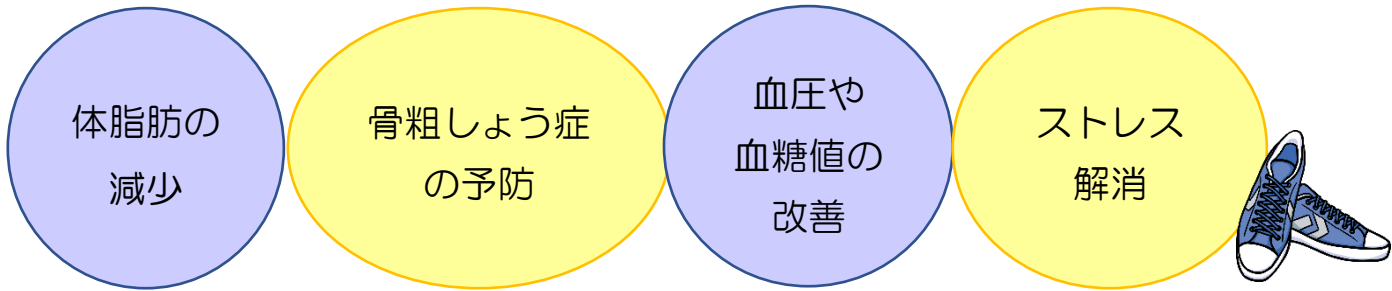 体脂肪の
減少
骨粗しょう症
の予防
血圧や
血糖値の
改善
ストレス
解消